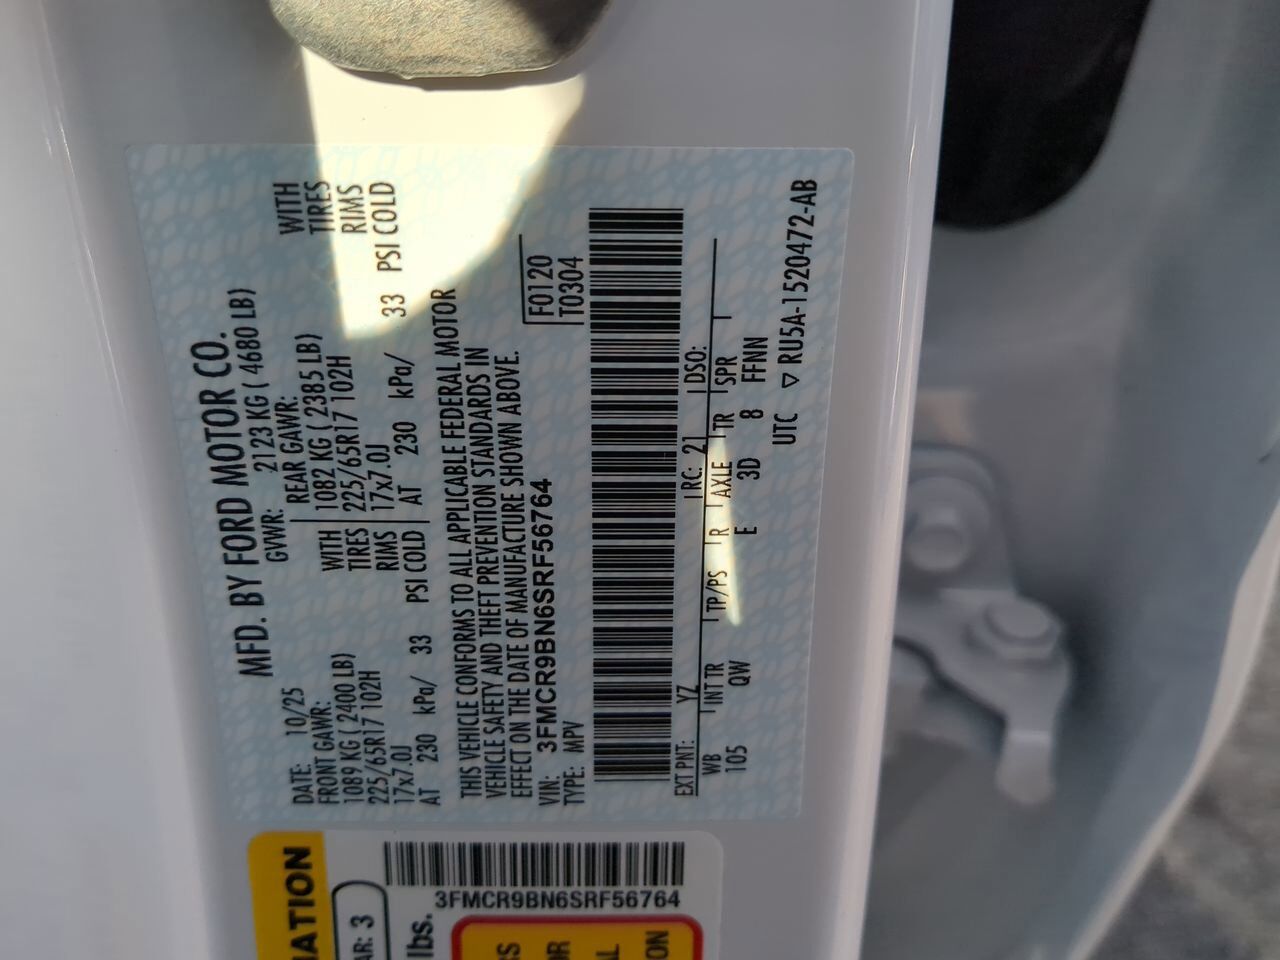 MFD. BY FORD MOTOR CO.
DATE: 10/25 GVWR: 2123 KG ( 4680 LB)
FRONT GAWR: REAR GAWR:
1089 KG ( 2400 LB) WITH 1082 KG ( 2385 LB) WITH
225/65R17 102H TIRES 225/65R17 102H TIRES
17x7.0J RIMS 17x7.0J RIMS
AT 230 kPa/ 33 PSI COLD AT 230 kPa/ 33 PSI COLD
THIS VEHICLE CONFORMS TO ALL APPLICABLE FEDERAL MOTOR
VEHICLE SAFETY AND THEFT PREVENTION STANDARDS IN
EFFECT ON THE DATE OF MANUFACTURE SHOWN ABOVE.
VIN: 3FMCR9BN6SRF56764 F0120
TYPE: MPV T0304
EXT PNT: YZ RC: 21 DSO:
WB INT TR TP/PS R AXLE TR SPR
105 QW E 3D 8 FFNN
UTC ▽ RU5A-1520472-AB
3FMCR9BN6SRF56764
MATION
AR: 3
lbs.
RS
OR
AL
ION